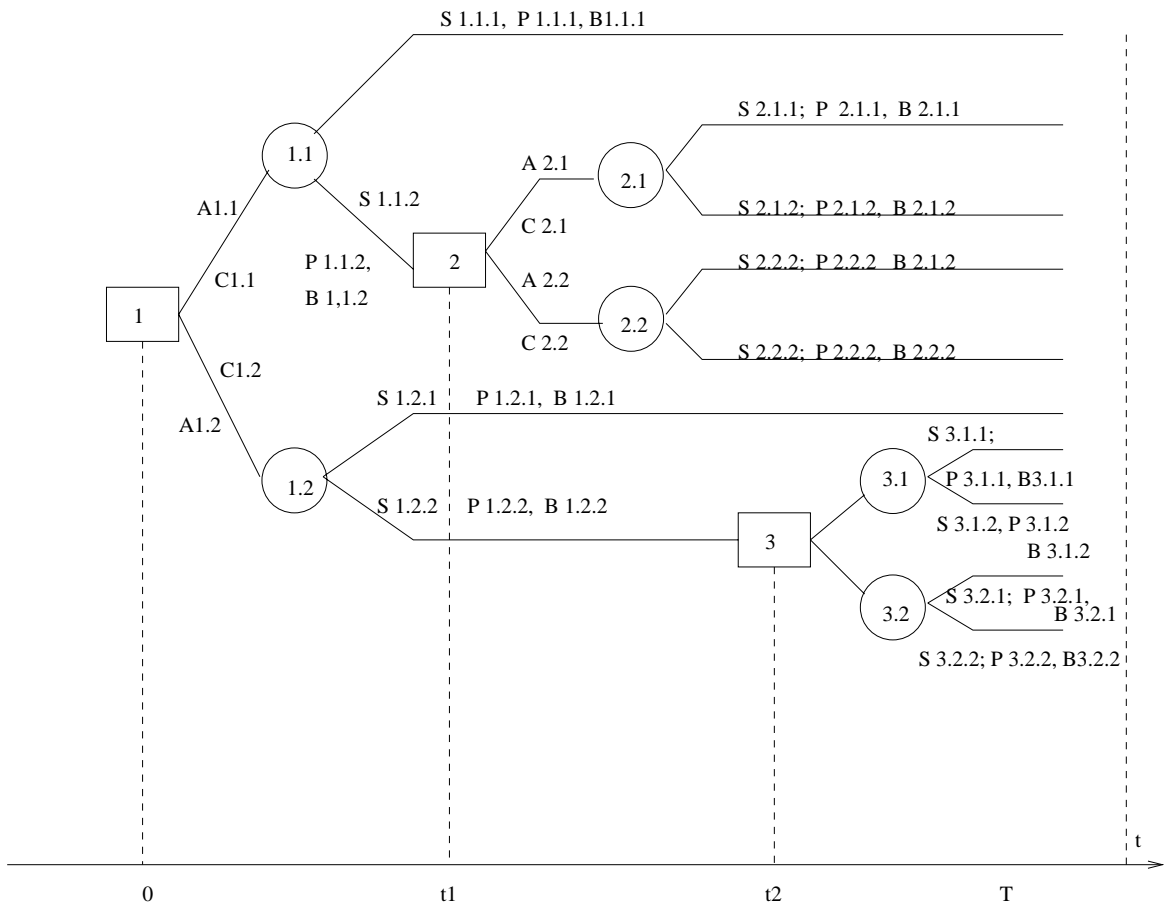 S 1.1.1, P 1.1.1, B1.1.1
S 2.1.1; P 2.1.1, B 2.1.1
1.1
A 2.1
2.1
S 1.1.2
A1.1
S 2.1.2; P 2.1.2, B 2.1.2
C 2.1
P 1.1.2,
2
S 2.2.2; P 2.2.2 B 2.1.2
C1.1
A 2.2
B 1,1.2
1
2.2
C 2.2
S 2.2.2; P 2.2.2, B 2.2.2
C1.2
S 1.2.1 P 1.2.1, B 1.2.1
A1.2
S 3.1.1;
3.1
P 3.1.1, B3.1.1
1.2
S 1.2.2 P 1.2.2, B 1.2.2
S 3.1.2, P 3.1.2
3
B 3.1.2
S 3.2.1; P 3.2.1,
3.2
B 3.2.1
S 3.2.2; P 3.2.2, B3.2.2
t
0 t1 t2 T